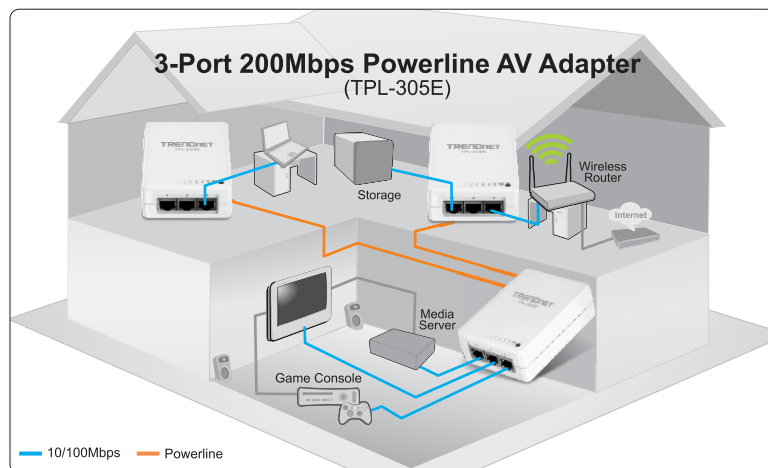 3-Port 200Mbps Powerline AV Adapter
(TPL-305E)
TRENDNET
TRENDNET
Wireless
Router
Storage
Internet
TRENDNET
Media
Server
Game Console
10/100Mbps
Powerline